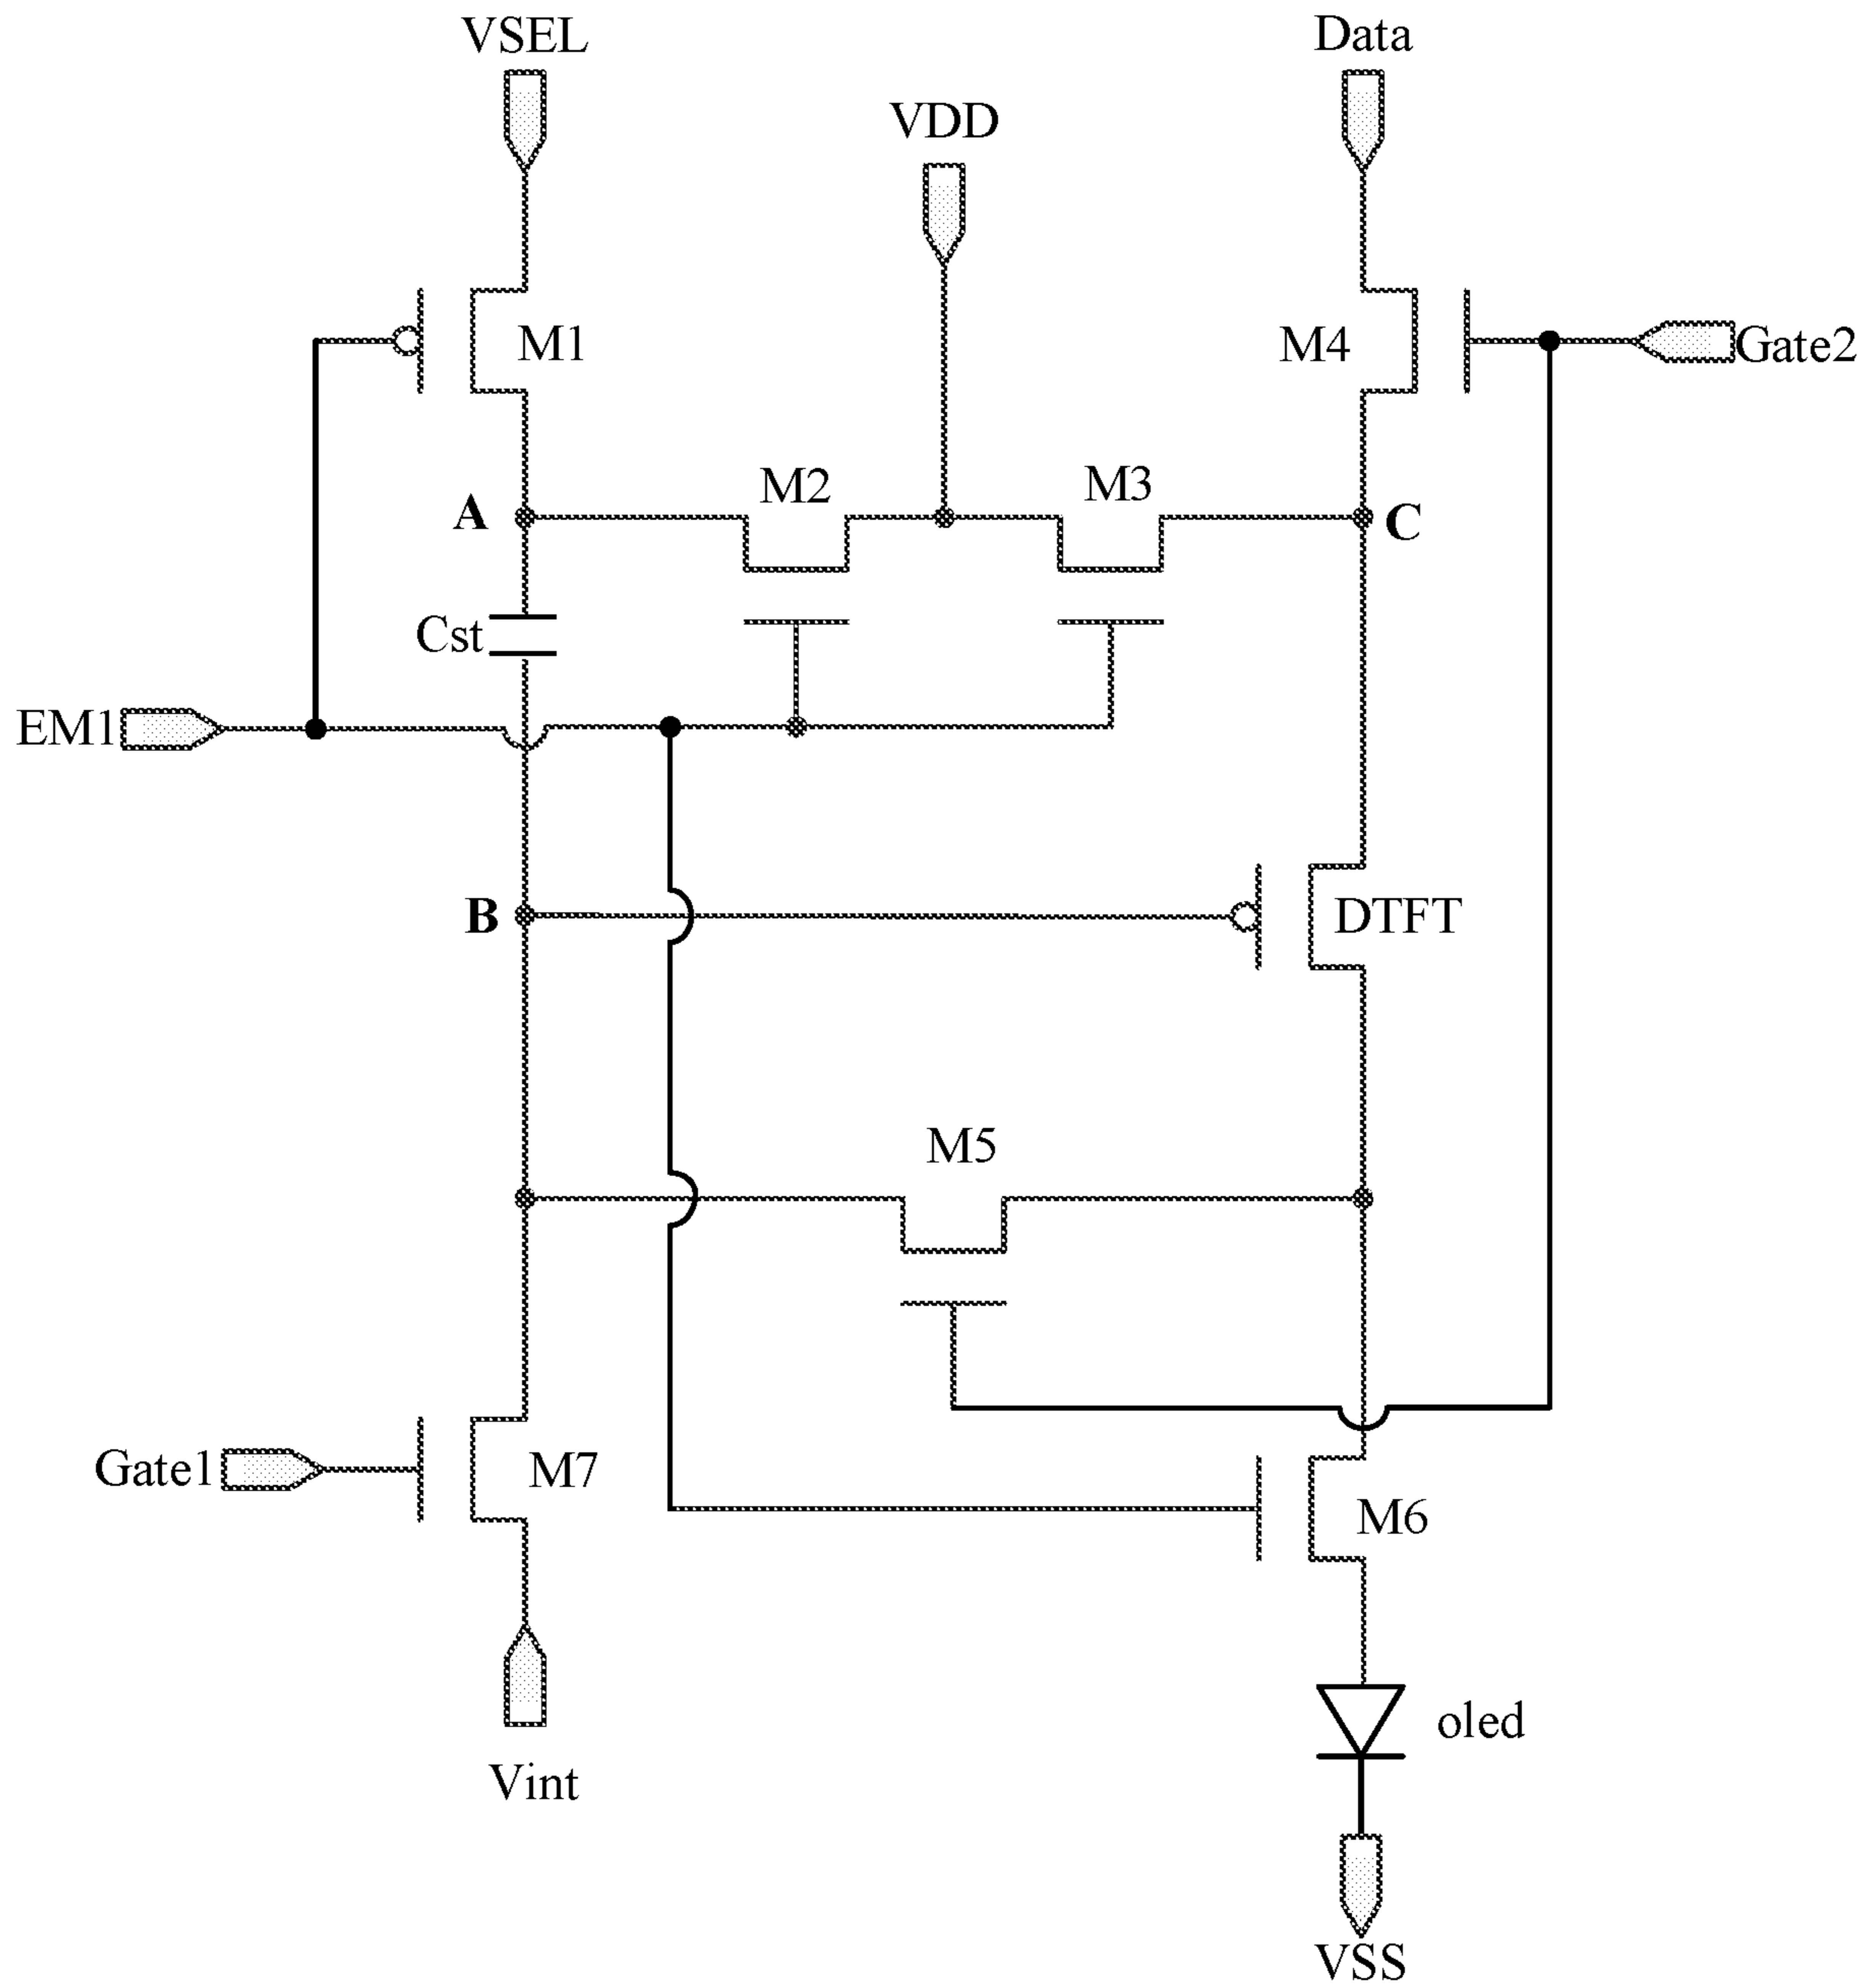 VSEL
Data
VDD
M1
M4
Gate2
M2
M3
A
C
Cst
EM1
B
DTFT
M5
Gate1
M7
M6
oled
Vint
VSS